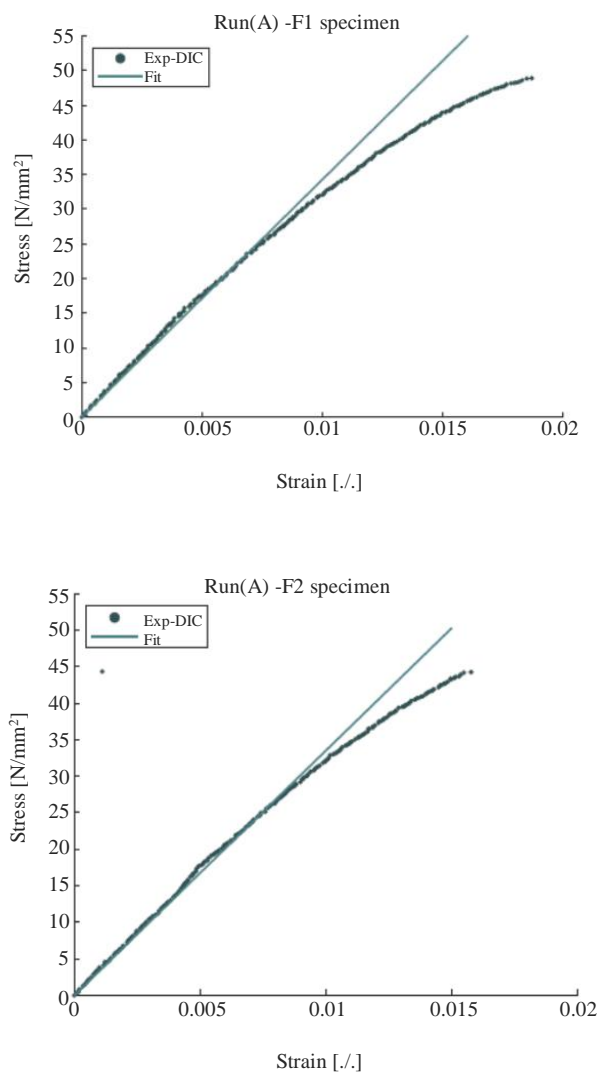 Run(A) -F1 specimen
55
50
45
40
35
30
25
20
15
10
5
0
Stress [N/mm²]
Exp-DIC
Fit
0 0.005 0.01 0.015 0.02
Strain [./.]
Run(A) -F2 specimen
55
50
45
40
35
30
25
20
15
10
5
0
Stress [N/mm²]
Exp-DIC
Fit
0 0.005 0.01 0.015 0.02
Strain [./.]